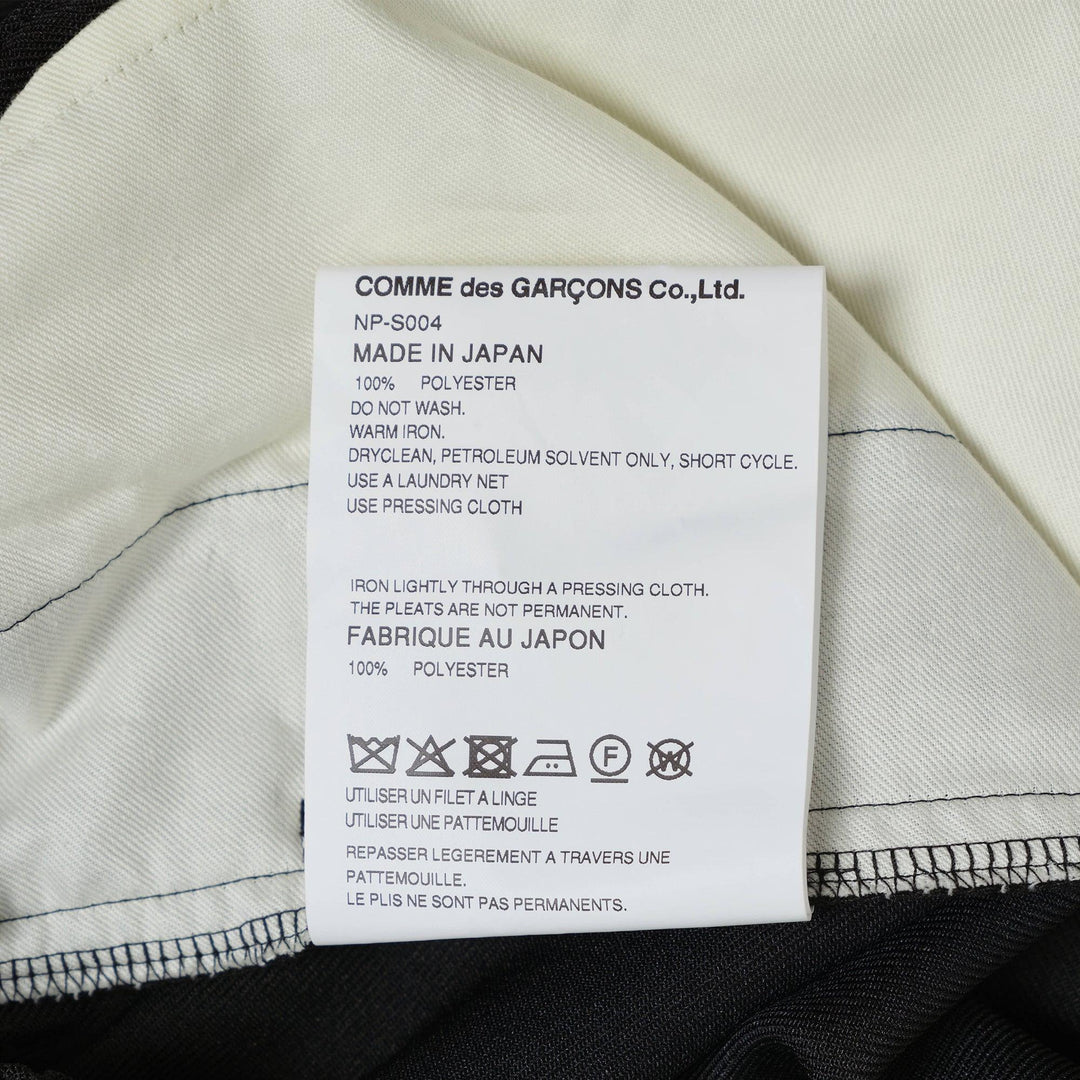 COMME des GARÇONS Co.,Ltd.
NP-S004
MADE IN JAPAN
100% POLYESTER
DO NOT WASH.
WARM IRON.
DRYCLEAN, PETROLEUM SOLVENT ONLY, SHORT CYCLE.
USE A LAUNDRY NET
USE PRESSING CLOTH
IRON LIGHTLY THROUGH A PRESSING CLOTH.
THE PLEATS ARE NOT PERMANENT.
FABRIQUE AU JAPON
100% POLYESTER
F W
UTILISER UN FILET A LINGE
UTILISER UNE PATTEMOUILLE
REPASSER LEGEREMENT A TRAVERS UNE
PATTEMOUILLE.
LE PLIS NE SONT PAS PERMANENTS.